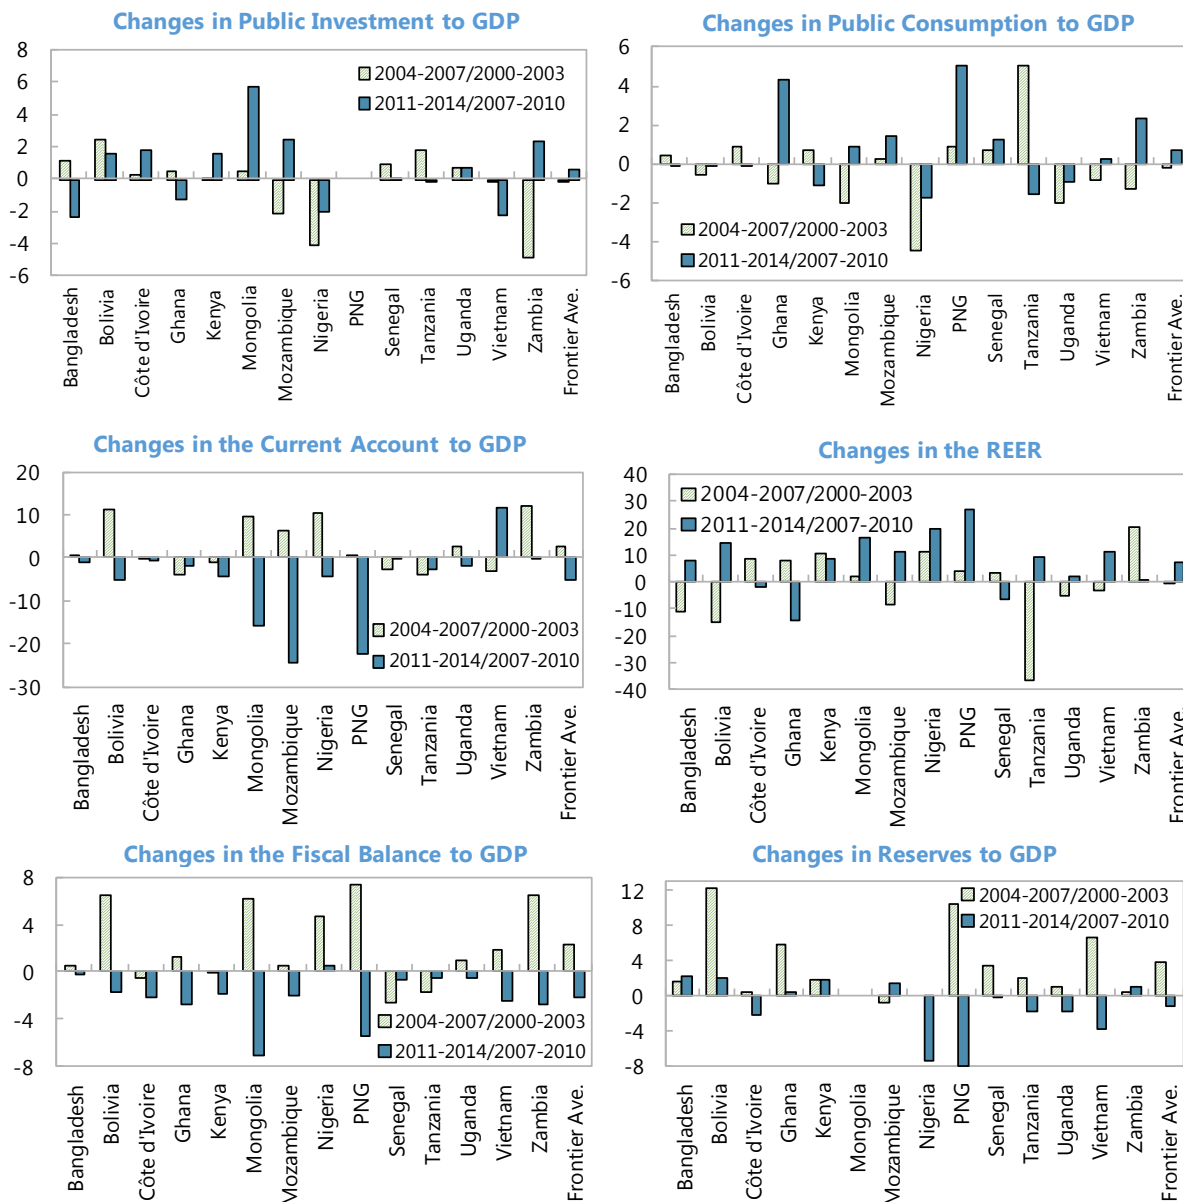 Changes in Public Investment to GDP
8
6
4
2
0
-2
-4
-6
2004-2007/2000-2003
2011-2014/2007-2010
Bangladesh
Bolivia
Côte d'Ivoire
Ghana
Kenya
Mongolia
Mozambique
Nigeria
PNG
Senegal
Tanzania
Uganda
Vietnam
Zambia
Frontier Ave.
Changes in Public Consumption to GDP
6
4
2
0
-2
-4
-6
2004-2007/2000-2003
2011-2014/2007-2010
Bangladesh
Bolivia
Côte d'Ivoire
Ghana
Kenya
Mongolia
Mozambique
Nigeria
PNG
Senegal
Tanzania
Uganda
Vietnam
Zambia
Frontier Ave.
Changes in the Current Account to GDP
20
10
0
-10
-20
-30
2004-2007/2000-2003
2011-2014/2007-2010
Bangladesh
Bolivia
Côte d'Ivoire
Ghana
Kenya
Mongolia
Mozambique
Nigeria
PNG
Senegal
Tanzania
Uganda
Vietnam
Zambia
Frontier Ave.
Changes in the REER
40
30
20
10
0
-10
-20
-30
-40
2004-2007/2000-2003
2011-2014/2007-2010
Bangladesh
Bolivia
Côte d'Ivoire
Ghana
Kenya
Mongolia
Mozambique
Nigeria
PNG
Senegal
Tanzania
Uganda
Vietnam
Zambia
Frontier Ave.
Changes in the Fiscal Balance to GDP
8
4
0
-4
-8
2004-2007/2000-2003
2011-2014/2007-2010
Bangladesh
Bolivia
Côte d'Ivoire
Ghana
Kenya
Mongolia
Mozambique
Nigeria
PNG
Senegal
Tanzania
Uganda
Vietnam
Zambia
Frontier Ave.
Changes in Reserves to GDP
12
8
4
0
-4
-8
2004-2007/2000-2003
2011-2014/2007-2010
Bangladesh
Bolivia
Côte d'Ivoire
Ghana
Kenya
Mongolia
Mozambique
Nigeria
PNG
Senegal
Tanzania
Uganda
Vietnam
Zambia
Frontier Ave.